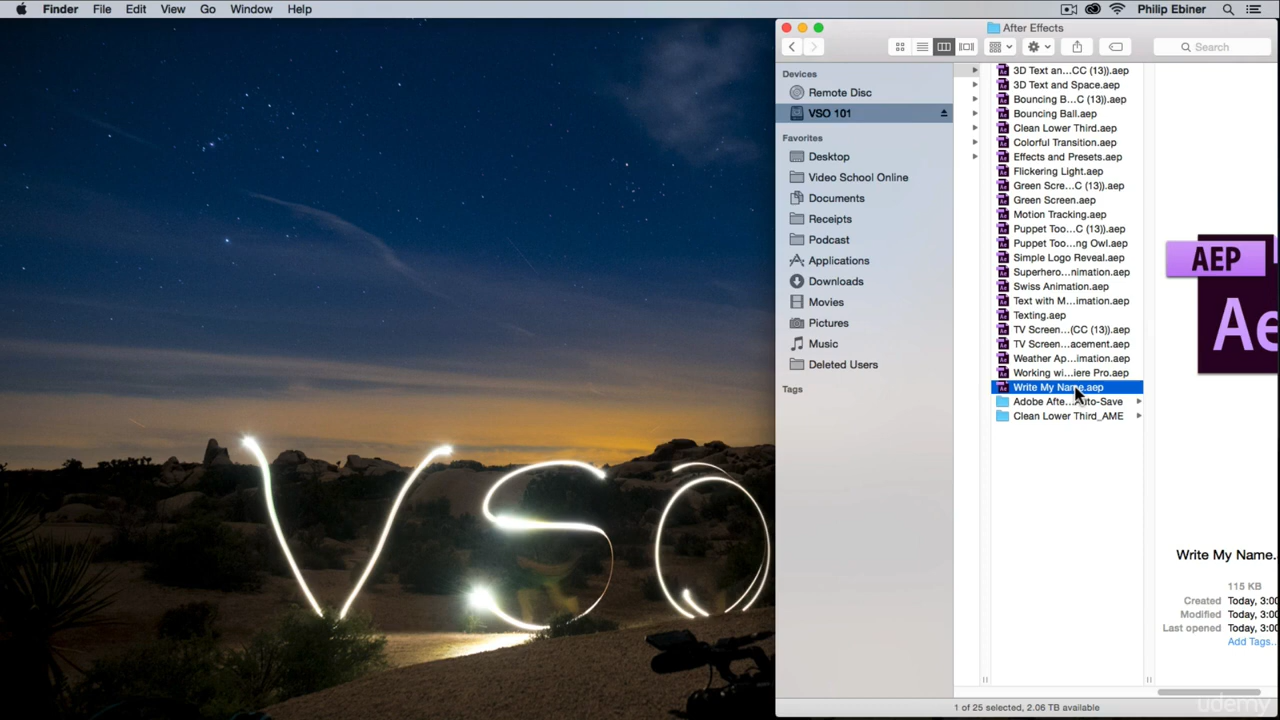 Finder File Edit View Go Window Help Philip Ebiner
After Effects
Search
Devices
Remote Disc
VSO 101
Favorites
Desktop
Video School Online
Documents
Receipts
Podcast
Applications
Downloads
Movies
Pictures
Music
Deleted Users
Tags
3D Text an...CC (13)).aep
3D Text and Space.aep
Bouncing B...C (13)).aep
Bouncing Ball.aep
Clean Lower Third.aep
Colorful Transition.aep
Effects and Presets.aep
Flickering Light.aep
Green Scre...C (13)).aep
Green Screen.aep
Motion Tracking.aep
Puppet Too...C (13)).aep
Puppet Too...ng Owl.aep
Simple Logo Reveal.aep
Superhero...nimation.aep
Swiss Animation.aep
Text with M...imation.aep
Texting.aep
TV Screen...(CC (13)).aep
TV Screen...acement.aep
Weather Ap...imation.aep
Working wi...iere Pro.aep
Write My Name.aep
Adobe Afte...Auto-Save
Clean Lower Third_AME
AEP
Ae
Write My Name.
115 KB
Created Today, 3:00
Modified Today, 3:00
Last opened Today, 3:00
Add Tags...
1 of 25 selected, 2.06 TB available
VSO
udemy